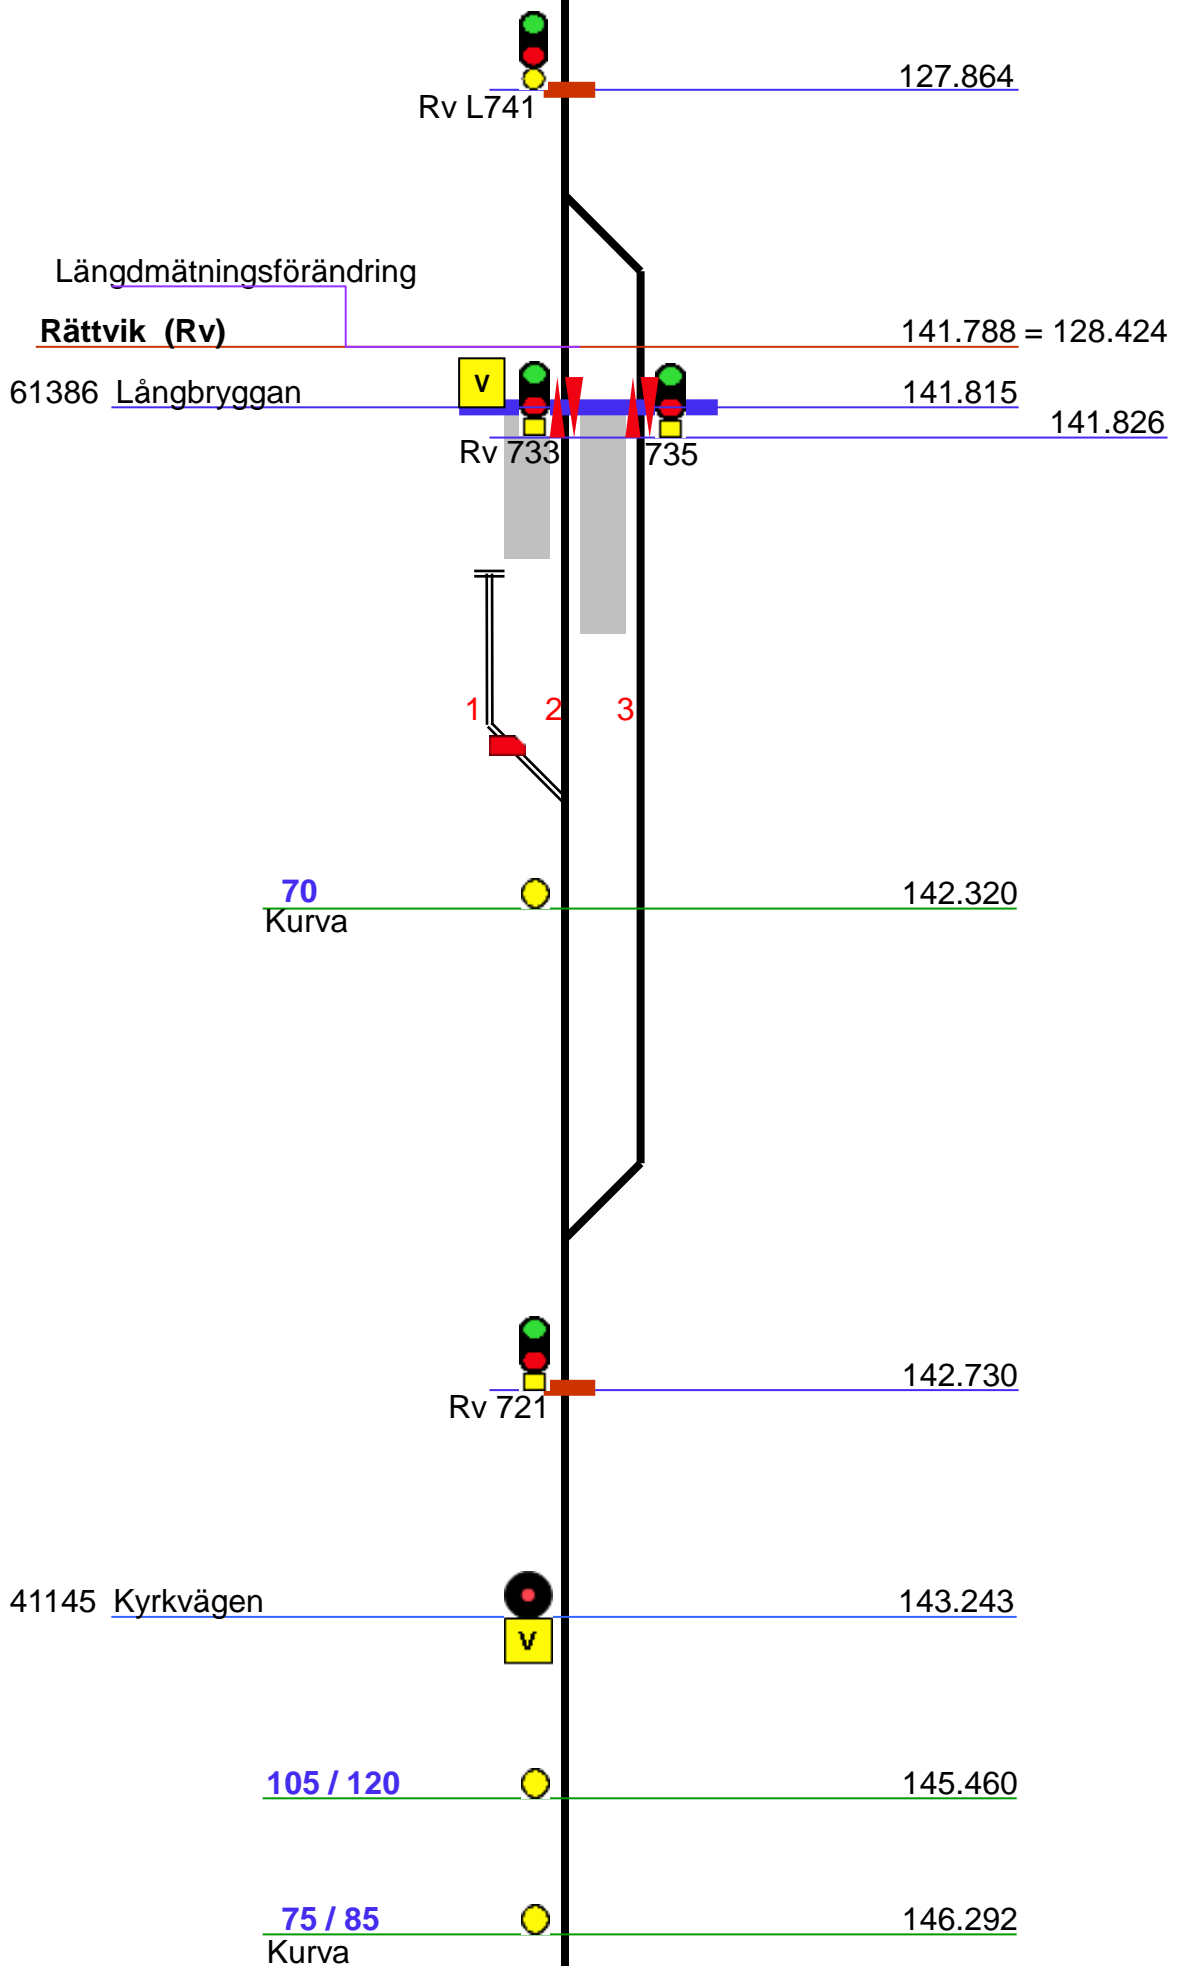 127.864
Rv L741
Längdmätningsförändring
Rättvik (Rv) 141.788 = 128.424
61386 Långbryggan V 141.815
141.826
Rv 733 735
1 2 3
70 142.320
Kurva
142.730
Rv 721
41145 Kyrkvägen 143.243
V
105 / 120 145.460
75 / 85 146.292
Kurva